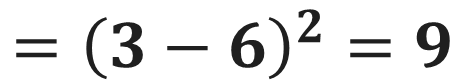 = (3 − 6)² = 9